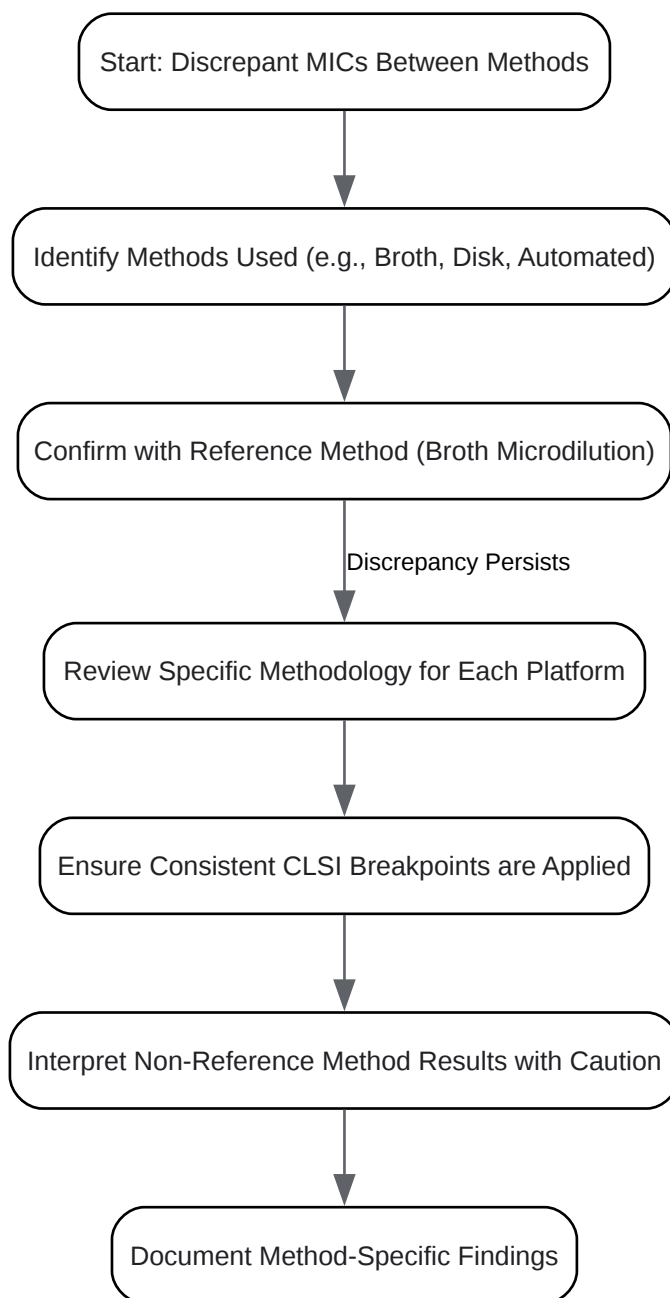 Start: Discrepant MICs Between Methods
Identify Methods Used (e.g., Broth, Disk, Automated)
Confirm with Reference Method (Broth Microdilution)
Discrepancy Persists
Review Specific Methodology for Each Platform
Ensure Consistent CLSI Breakpoints are Applied
Interpret Non-Reference Method Results with Caution
Document Method-Specific Findings